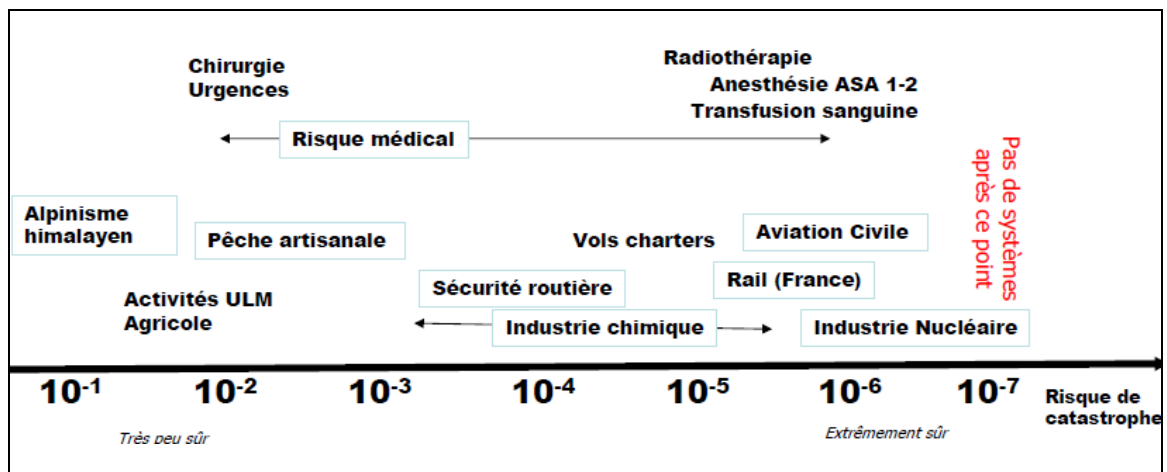 Chirurgie
Urgences
Radiothérapie
Anesthésie ASA 1-2
Transfusion sanguine
Risque médical
Pas de systèmes
après ce point
Alpinisme
himalayen
Pêche artisanale
Vols charters
Aviation Civile
Sécurité routière
Rail (France)
Activités ULM
Agricole
Industrie chimique
Industrie Nucléaire
10-1 10-2 10-3 10-4 10-5 10-6 10-7
Risque de
catastrophe
Très peu sûr
Extrêmement sûr